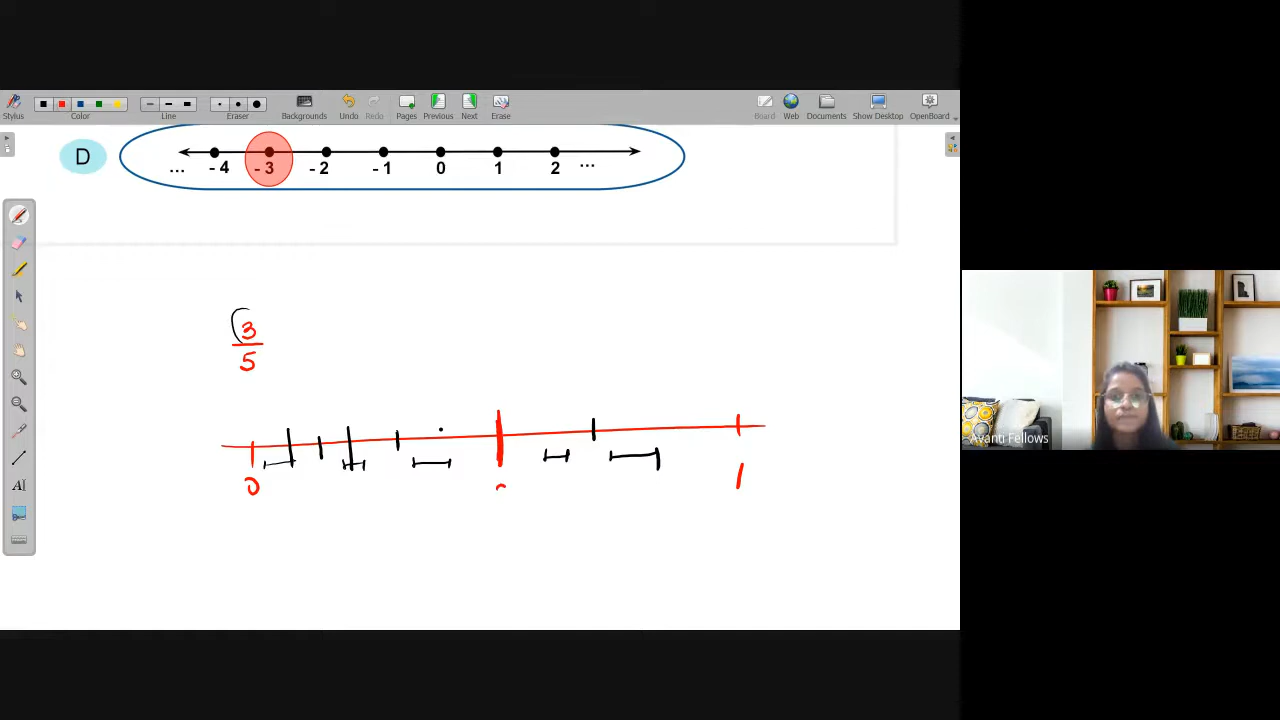 Stylus Color Line Eraser Backgrounds Undo Redo Pages Previous Next Erase Board Web Documents Show Desktop OpenBoard
D
... - 4 - 3 - 2 - 1 0 1 2 ...
3
5
0 1
Avanti Fellows